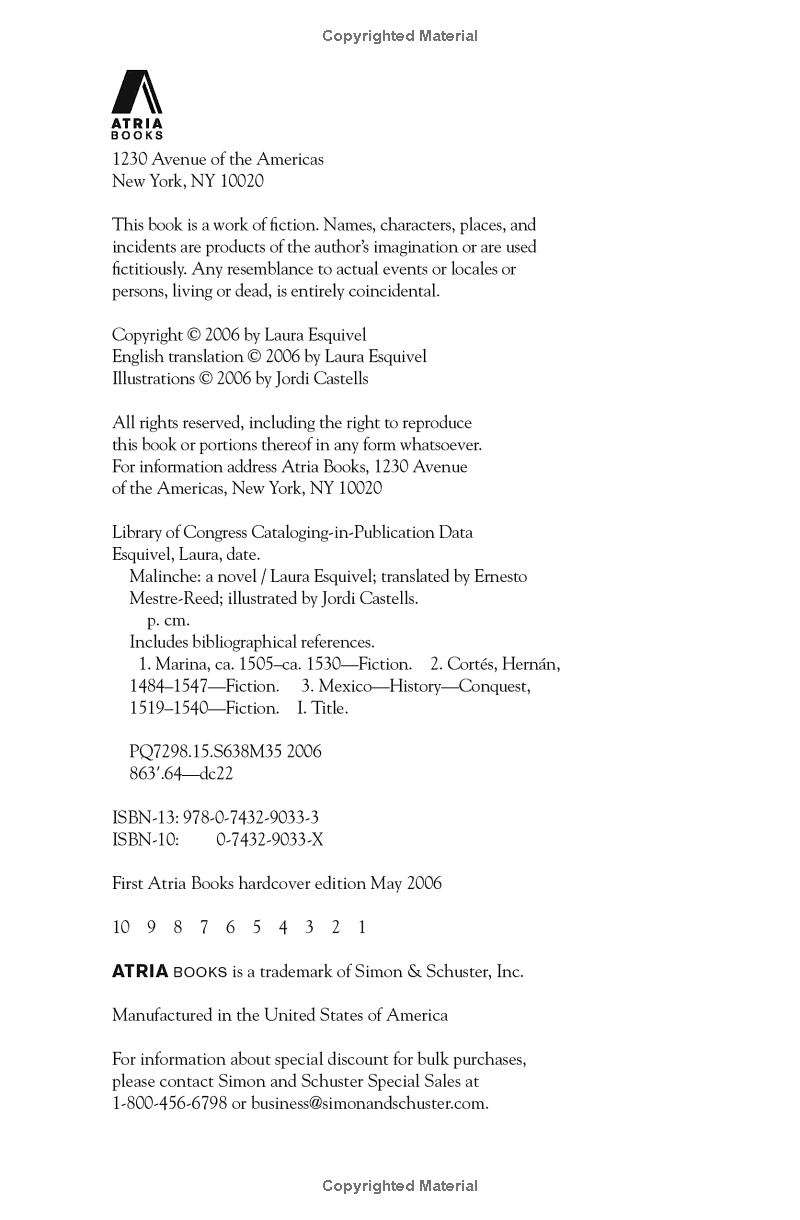 Copyrighted Material
ATRIA
BOOKS
1230 Avenue of the Americas
New York, NY 10020
This book is a work of fiction. Names, characters, places, and
incidents are products of the author’s imagination or are used
fictitiously. Any resemblance to actual events or locales or
persons, living or dead, is entirely coincidental.
Copyright © 2006 by Laura Esquivel
English translation © 2006 by Laura Esquivel
Illustrations © 2006 by Jordi Castells
All rights reserved, including the right to reproduce
this book or portions thereof in any form whatsoever.
For information address Atria Books, 1230 Avenue
of the Americas, New York, NY 10020
Library of Congress Cataloging-in-Publication Data
Esquivel, Laura, date.
Malinche: a novel / Laura Esquivel; translated by Ernesto
Mestre-Reed; illustrated by Jordi Castells.
p. cm.
Includes bibliographical references.
1. Marina, ca. 1505–ca. 1530—Fiction. 2. Cortés, Hernán,
1484–1547—Fiction. 3. Mexico—History—Conquest,
1519–1540—Fiction. I. Title.
PQ7298.15.S638M35 2006
863′.64—dc22
ISBN-13: 978-0-7432-9033-3
ISBN-10: 0-7432-9033-X
First Atria Books hardcover edition May 2006
10 9 8 7 6 5 4 3 2 1
ATRIA BOOKS is a trademark of Simon & Schuster, Inc.
Manufactured in the United States of America
For information about special discount for bulk purchases,
please contact Simon and Schuster Special Sales at
1-800-456-6798 or business@simonandschuster.com.
Copyrighted Material